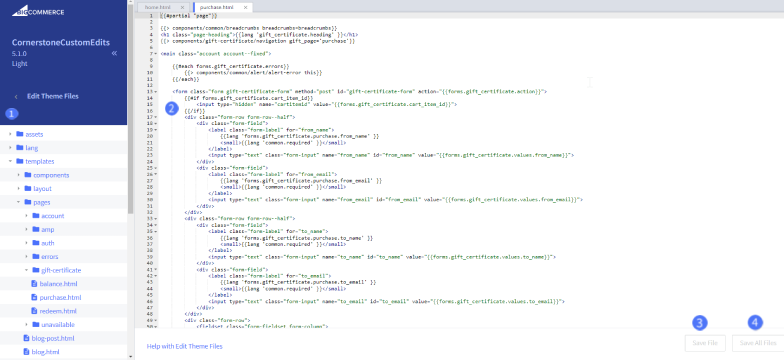 BIGCOMMERCE
CornerstoneCustomEdits
5.1.0
Light
Edit Theme Files
1
assets
lang
templates
components
layout
pages
account
amp
auth
errors
gift-certificate
balance.html
purchase.html
redeem.html
unavailable
blog-post.html
blog.html
home.html ×
purchase.html ×
1 {{#partial "page"}}
2
3 {{> components/common/breadcrumbs breadcrumbs=breadcrumbs}}
4 <h1 class="page-heading">{{lang 'gift_certificate.heading' }}</h1>
5 {{> components/gift-certificate/navigation gift_page='purchase'}}
6
7 <main class="account account--fixed">
8
9 {{#each forms.gift_certificate.errors}}
10 {{> components/common/alert/alert-error this}}
11 {{/each}}
12
13 <form class="form gift-certificate-form" method="post" id="gift-certificate-form" action="{{forms.gift_certificate.action}}">
14 {{#if forms.gift_certificate.cart_item_id}}
15 <input type="hidden" name="cartitemid" value="{{forms.gift_certificate.cart_item_id}}">
16 {{/if}}
2
17 <div class="form-row form-row--half">
18 <div class="form-field">
19 <label class="form-label" for="from_name">
20 {{lang 'forms.gift_certificate.purchase.from_name' }}
21 <small>{{lang 'common.required' }}</small>
22 </label>
23 <input type="text" class="form-input" name="from_name" id="from_name" value="{{forms.gift_certificate.values.from_name}}">
24 </div>
25 <div class="form-field">
26 <label class="form-label" for="from_email">
27 {{lang 'forms.gift_certificate.purchase.from_email' }}
28 <small>{{lang 'common.required' }}</small>
29 </label>
30 <input type="text" class="form-input" name="from_email" id="from_email" value="{{forms.gift_certificate.values.from_email}}">
31 </div>
32 </div>
33 <div class="form-row form-row--half">
34 <div class="form-field">
35 <label class="form-label" for="to_name">
36 {{lang 'forms.gift_certificate.purchase.to_name' }}
37 <small>{{lang 'common.required' }}</small>
38 </label>
39 <input type="text" class="form-input" name="to_name" id="to_name" value="{{forms.gift_certificate.values.to_name}}">
40 </div>
41 <div class="form-field">
42 <label class="form-label" for="to_email">
43 {{lang 'forms.gift_certificate.purchase.to_email' }}
44 <small>{{lang 'common.required' }}</small>
45 </label>
46 <input type="text" class="form-input" name="to_email" id="to_email" value="{{forms.gift_certificate.values.to_email}}">
47 </div>
48 </div>
49 <div class="form-row">
50 <fieldset class="form-fieldset form-column">
3
4
Help with Edit Theme Files
Save File
Save All Files